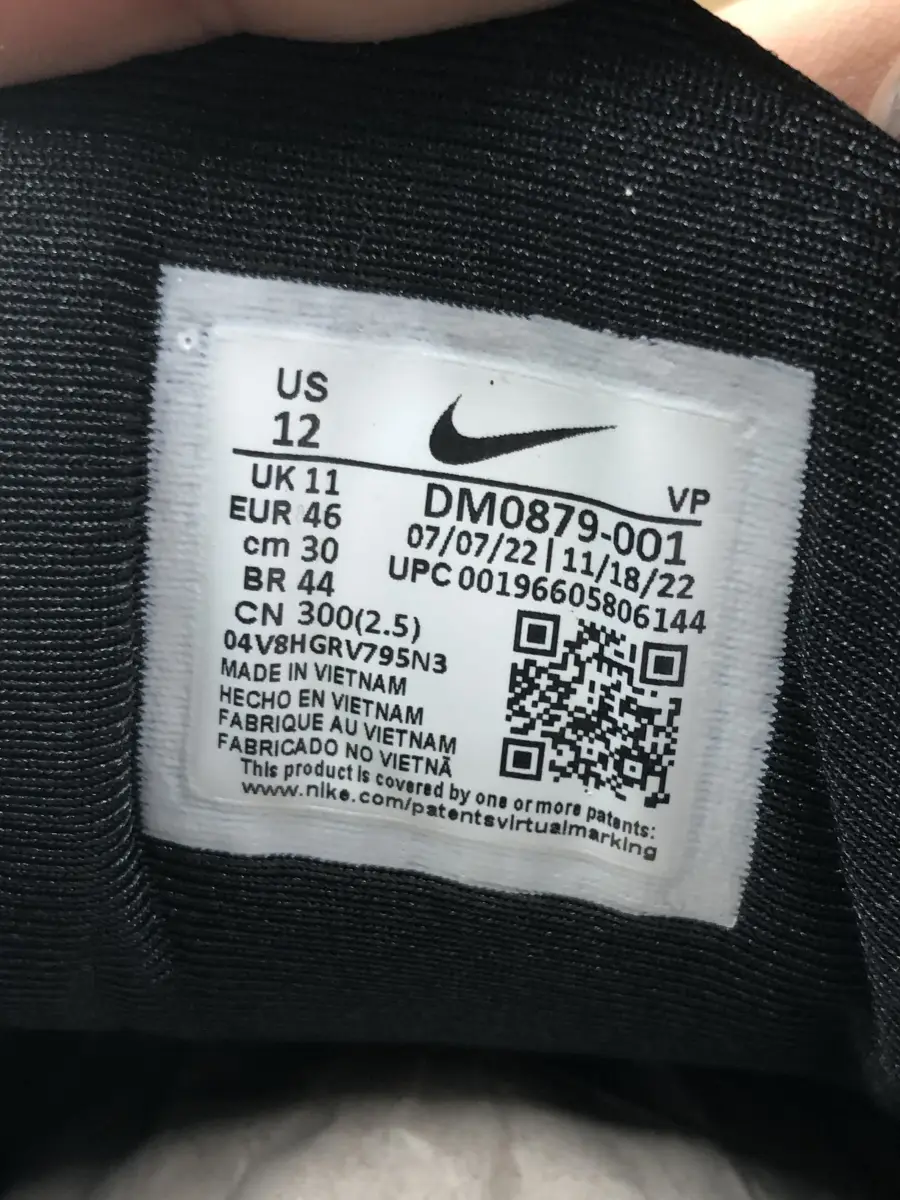 US
12
UK 11
EUR 46
cm 30
BR 44
CN 300(2.5)
04V8HGRV795N3
MADE IN VIETNAM
HECHO EN VIETNAM
FABRIQUE AU VIETNAM
FABRICADO NO VIETNÃ
VP
DM0879-001
07/07/22 | 11/18/22
UPC 00196605806144
This product is covered by one or more patents:
www.nike.com/patentsvirtualmarking